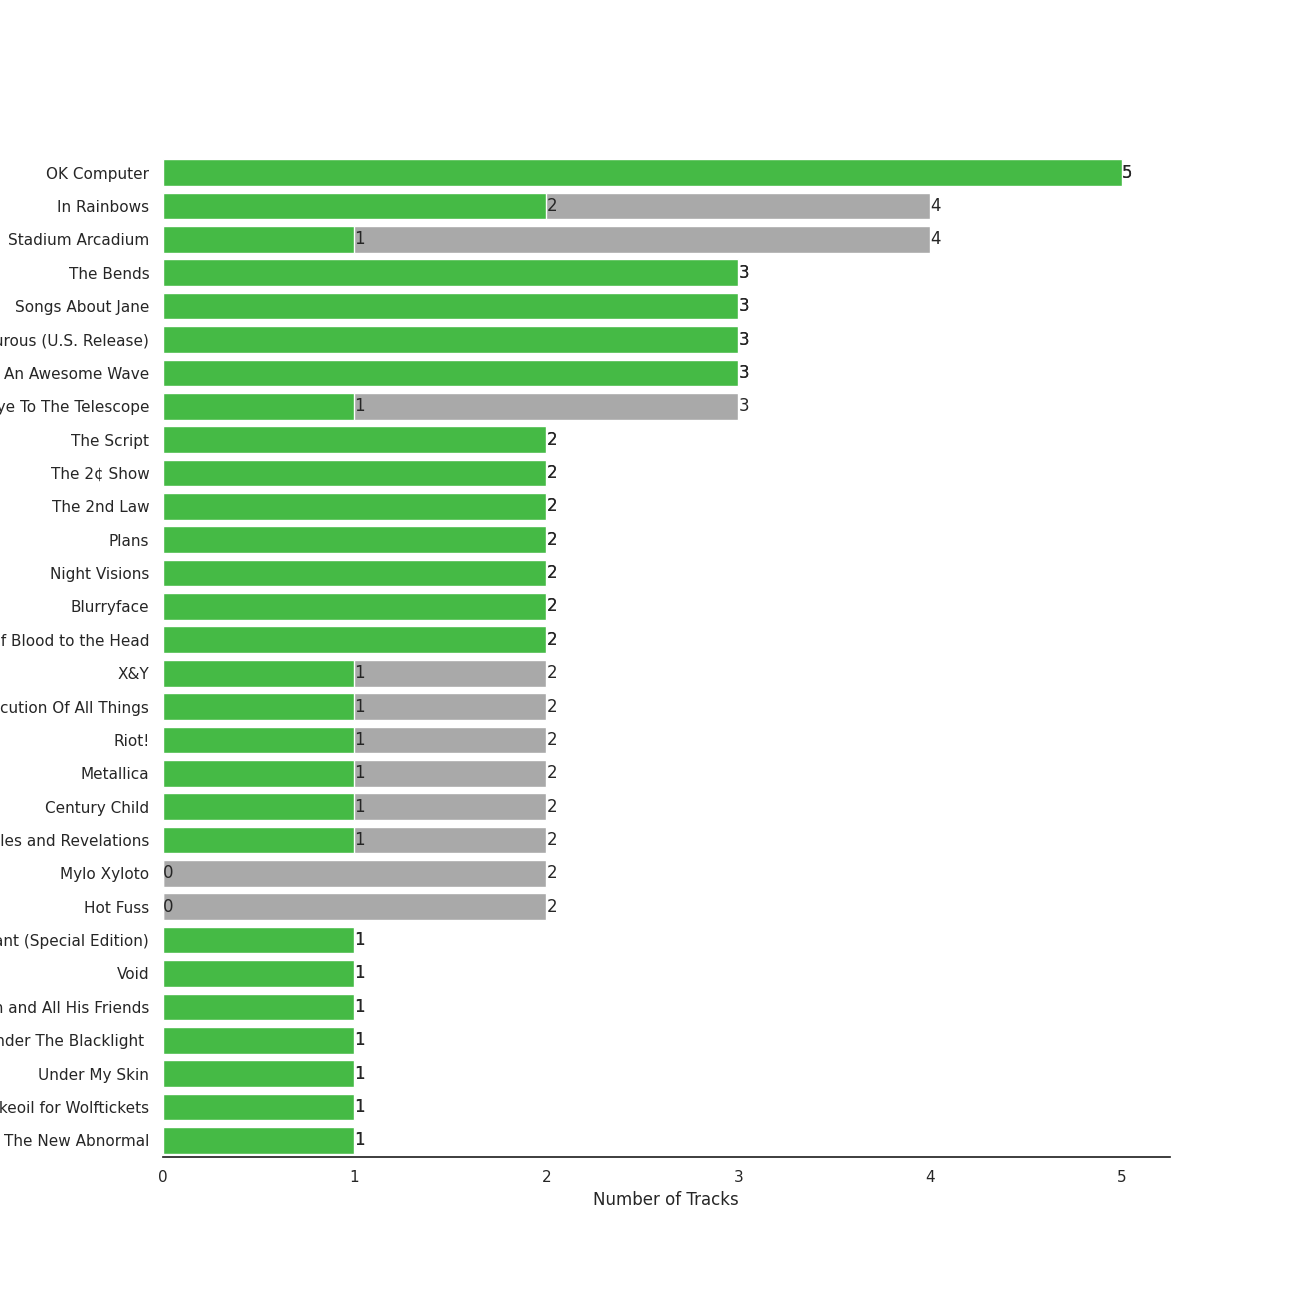 OK Computer 5
In Rainbows 2 4
Stadium Arcadium 1 4
The Bends 3
Songs About Jane 3
urous (U.S. Release) 3
An Awesome Wave 3
ye To The Telescope 1 3
The Script 2
The 2¢ Show 2
The 2nd Law 2
Plans 2
Night Visions 2
Blurryface 2
f Blood to the Head 2
X&Y 1 2
cution Of All Things 1 2
Riot! 1 2
Metallica 1 2
Century Child 1 2
les and Revelations 1 2
Mylo Xyloto 0 2
Hot Fuss 0 2
ant (Special Edition) 1
Void 1
and All His Friends 1
nder The Blacklight 1
Under My Skin 1
keoil for Wolftickets 1
The New Abnormal 1
0 1 2 3 4 5
Number of Tracks